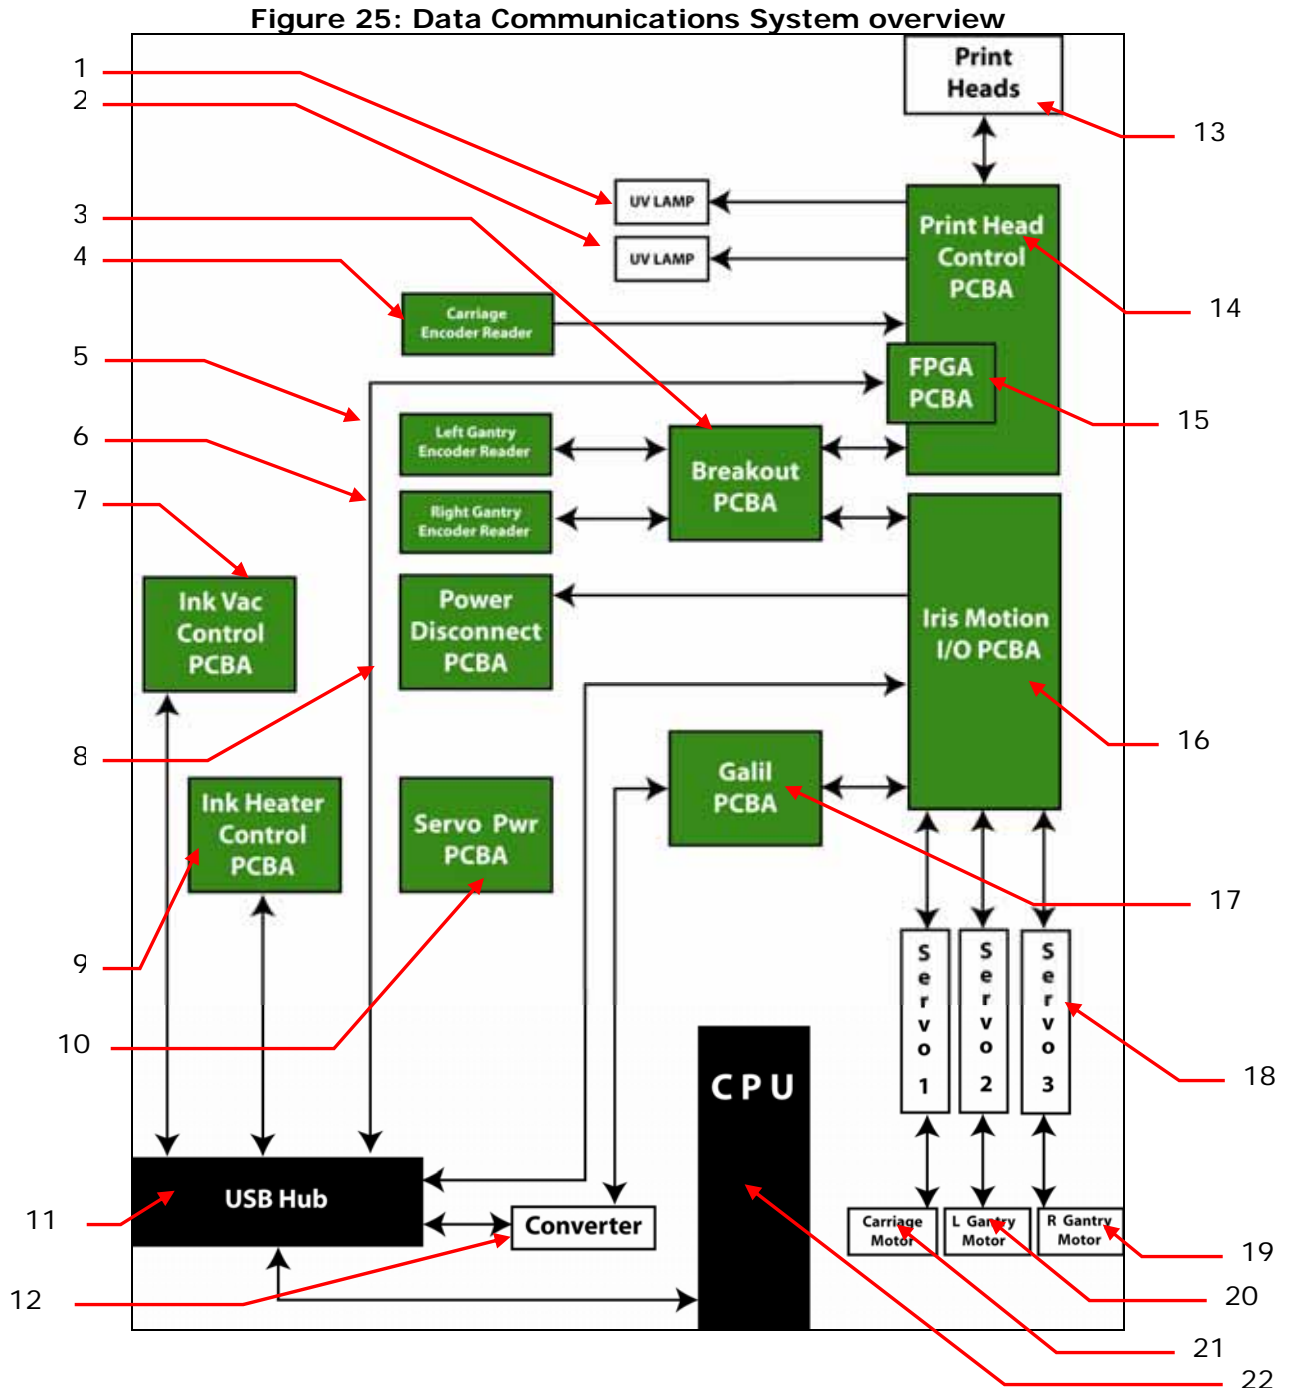 Figure 25: Data Communications System overview
1
2
3
4
5
6
7
8
9
10
11
12
Print
Heads
UV LAMP
UV LAMP
Print Head
Control
PCBA
Carriage
Encoder Reader
FPGA
PCBA
Left Gantry
Encoder Reader
Breakout
PCBA
Right Gantry
Encoder Reader
Ink Vac
Control
PCBA
Power
Disconnect
PCBA
Iris Motion
I/O PCBA
Galil
PCBA
Ink Heater
Control
PCBA
Servo Pwr
PCBA
Servo 1
Servo 2
Servo 3
CPU
USB Hub
Converter
Carriage
Motor
L Gantry
Motor
R Gantry
Motor
13
14
15
16
17
18
19
20
21
22